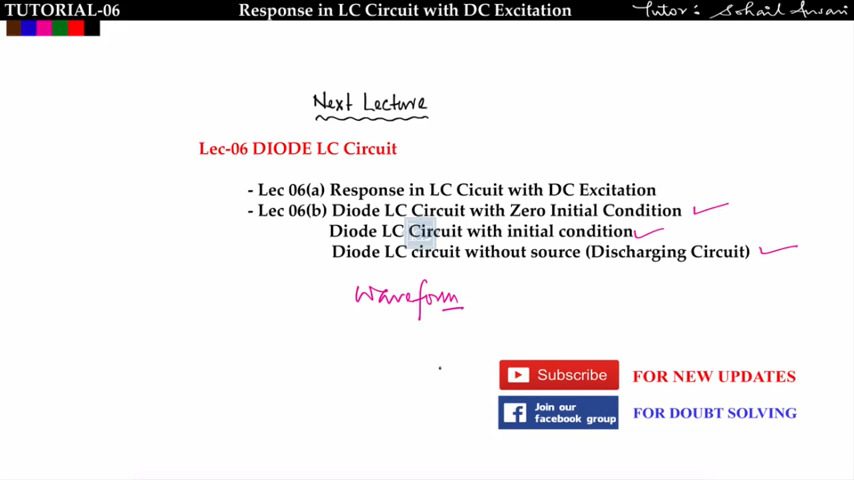 TUTORIAL-06 Response in LC Circuit with DC Excitation Tutor: Sohail Ansari
Next Lecture
Lec-06 DIODE LC Circuit
- Lec 06(a) Response in LC Cicuit with DC Excitation
- Lec 06(b) Diode LC Circuit with Zero Initial Condition
Diode LC Circuit with initial condition
Diode LC circuit without source (Discharging Circuit)
Waveform
Subscribe FOR NEW UPDATES
Join our
facebook group FOR DOUBT SOLVING